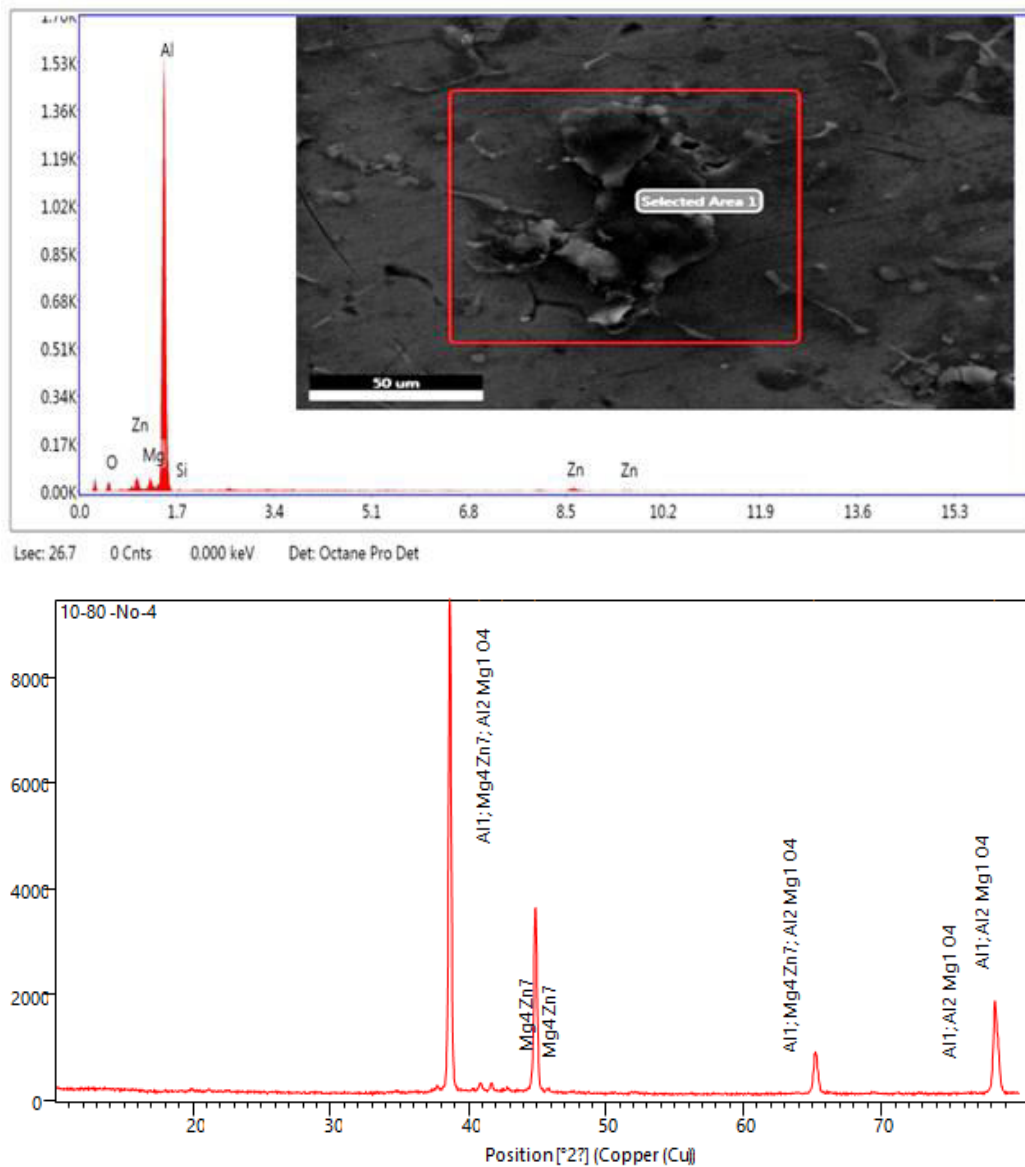 1.70K
Al
1.53K
1.36K
1.19K
1.02K
Selected Area 1
0.85K
0.68K
0.51K
50 um
0.34K
Zn
0.17K
O
Mg
Si
Zn
Zn
0.00K
0.0 1.7 3.4 5.1 6.8 8.5 10.2 11.9 13.6 15.3
Lsec: 26.7 0 Cnts 0.000 keV Det: Octane Pro Det
10-80 -No-4
8000
6000
4000
2000
0
Al1; Mg4 Zn7; Al2 Mg1 O4
Mg4 Zn7
Mg4 Zn7
Al1; Mg4 Zn7; Al2 Mg1 O4
Al1; Al2 Mg1 O4
Al1; Al2 Mg1 O4
20 30 40 50 60 70
Position [°2?] (Copper (Cu))